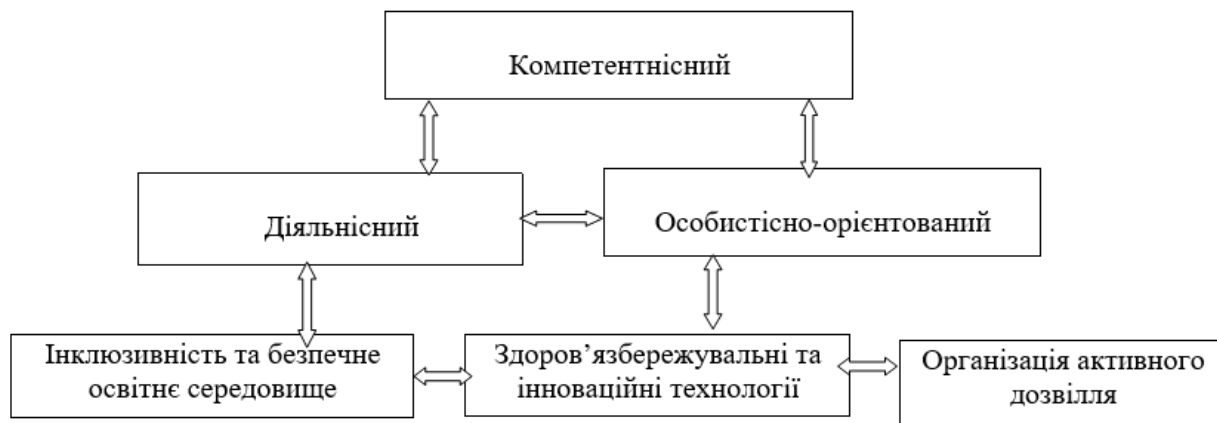 Компетентнісний
Діяльнісний
Особистісно-орієнтований
Інклюзивність та безпечне
освітнє середовище
Здоров’язбережувальні та
інноваційні технології
Організація активного
дозвілля